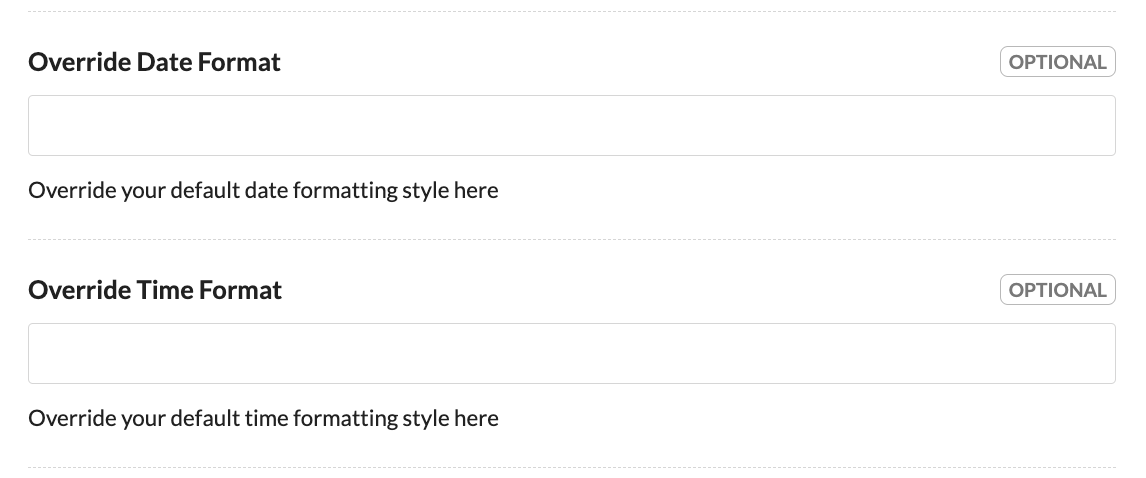 Override Date Format OPTIONAL
Override your default date formatting style here
Override Time Format OPTIONAL
Override your default time formatting style here